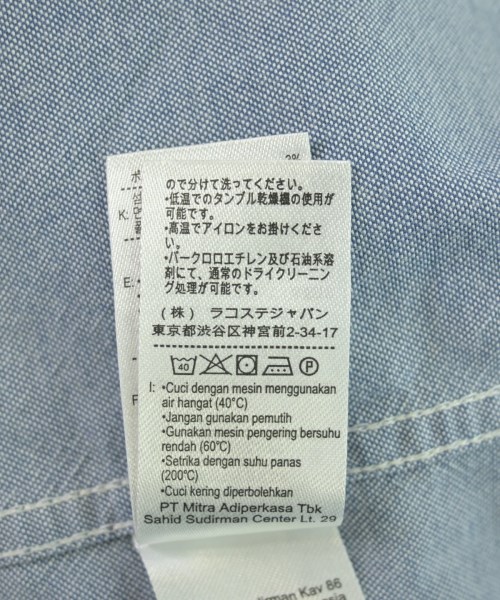 3%
ポ
K:
E:
ので分けて洗ってください。
•低温でのタンブル乾燥機の使用が
可能です。
•高温でアイロンをお掛けくださ
い。
•パークロロエチレン及び石油系溶
剤にて、通常のドライクリーニン
グ処理が可能です。
(株) ラコステジャパン
東京都渋谷区神宮前2-34-17
40 P
I: •Cuci dengan mesin menggunakan
air hangat (40°C)
•Jangan gunakan pemutih
•Gunakan mesin pengering bersuhu
rendah (60°C)
•Setrika dengan suhu panas
(200°C)
•Cuci kering diperbolehkan
PT Mitra Adiperkasa Tbk
Sahid Sudirman Center Lt. 29
dirman Kav 86